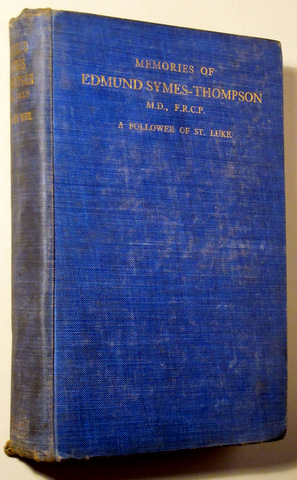 MEMORIES OF
EDMUND SYMES-THOMPSON
M.D., F.R.C.P.
A FOLLOWER OF ST. LUKE